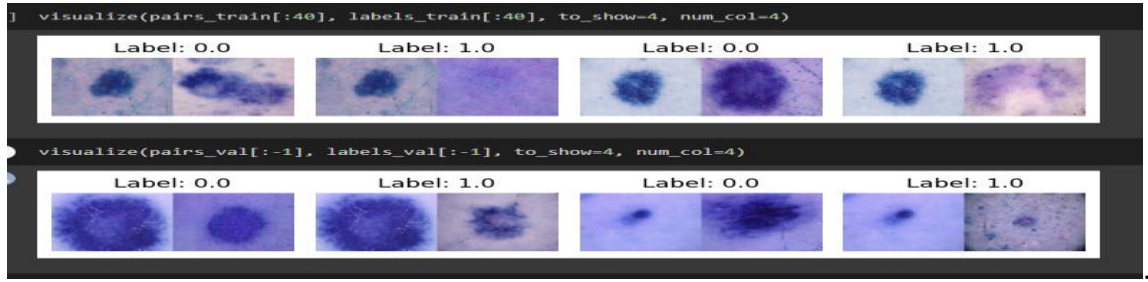 ] visualize(pairs_train[:40], labels_train[:40], to_show=4, num_col=4)
Label: 0.0 Label: 1.0 Label: 0.0 Label: 1.0
visualize(pairs_val[:-1], labels_val[:-1], to_show=4, num_col=4)
Label: 0.0 Label: 1.0 Label: 0.0 Label: 1.0